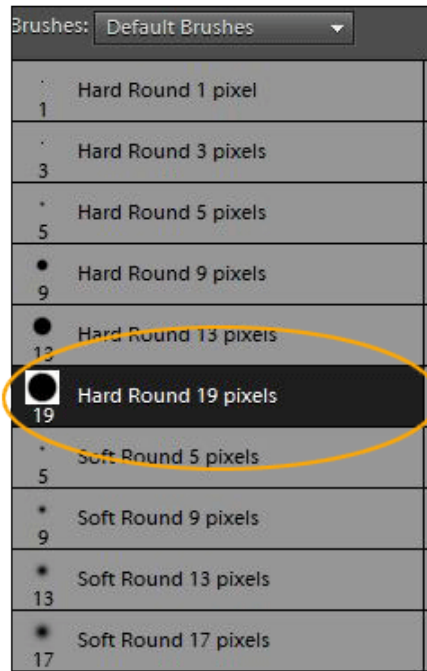 Brushes: Default Brushes
Hard Round 1 pixel
1
Hard Round 3 pixels
3
Hard Round 5 pixels
5
Hard Round 9 pixels
9
Hard Round 13 pixels
13
Hard Round 19 pixels
19
Soft Round 5 pixels
5
Soft Round 9 pixels
9
Soft Round 13 pixels
13
Soft Round 17 pixels
17